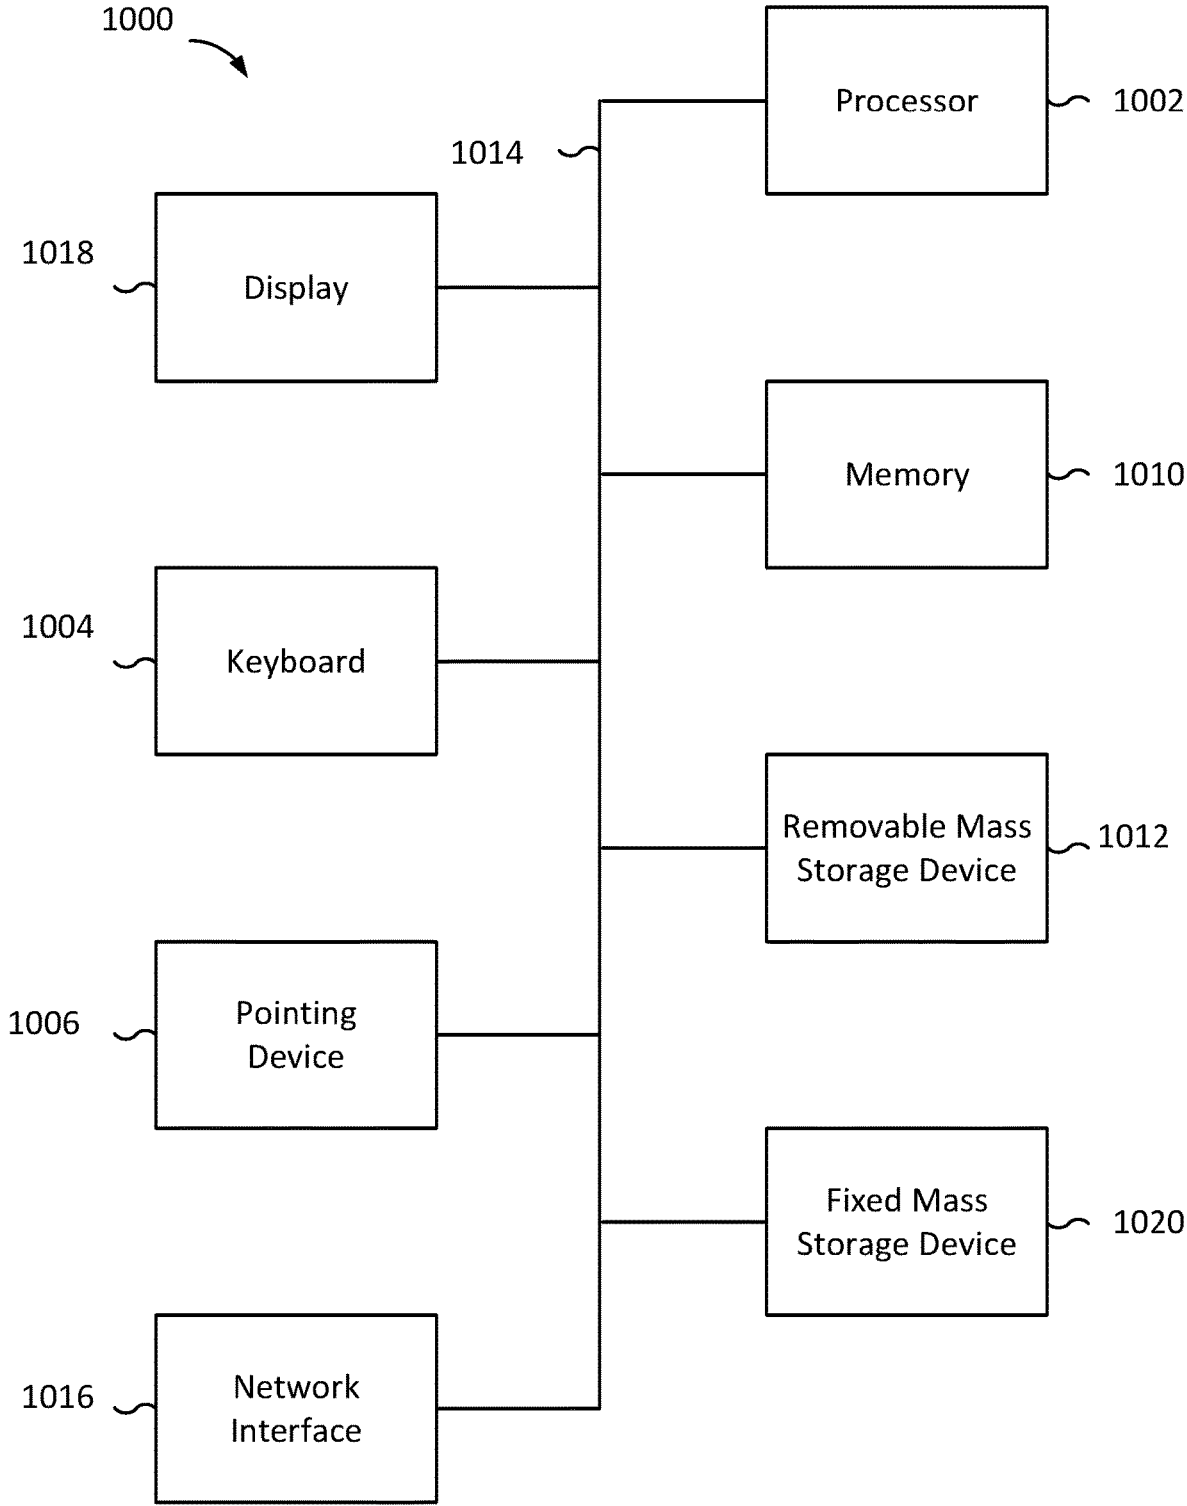 1000
Processor
1002
1014
1018
Display
Memory
1010
1004
Keyboard
Removable Mass
Storage Device
1012
1006
Pointing
Device
Fixed Mass
Storage Device
1020
1016
Network
Interface